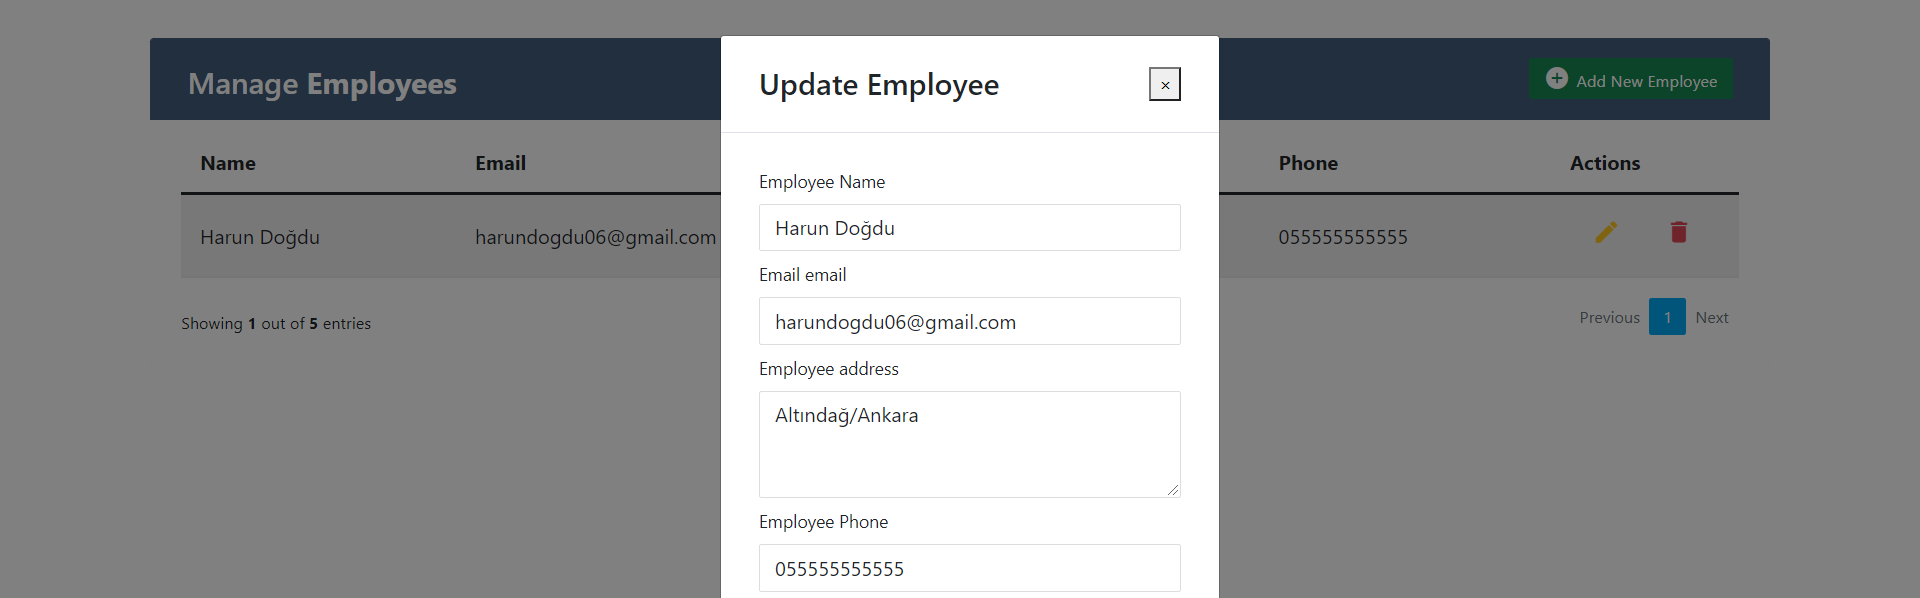 Manage Employees
Add New Employee
Name Email Phone Actions
Harun Doğdu harundogdu06@gmail.com 055555555555
Showing 1 out of 5 entries
Previous 1 Next
Update Employee
×
Employee Name
Harun Doğdu
Email email
harundogdu06@gmail.com
Employee address
Altındağ/Ankara
Employee Phone
055555555555